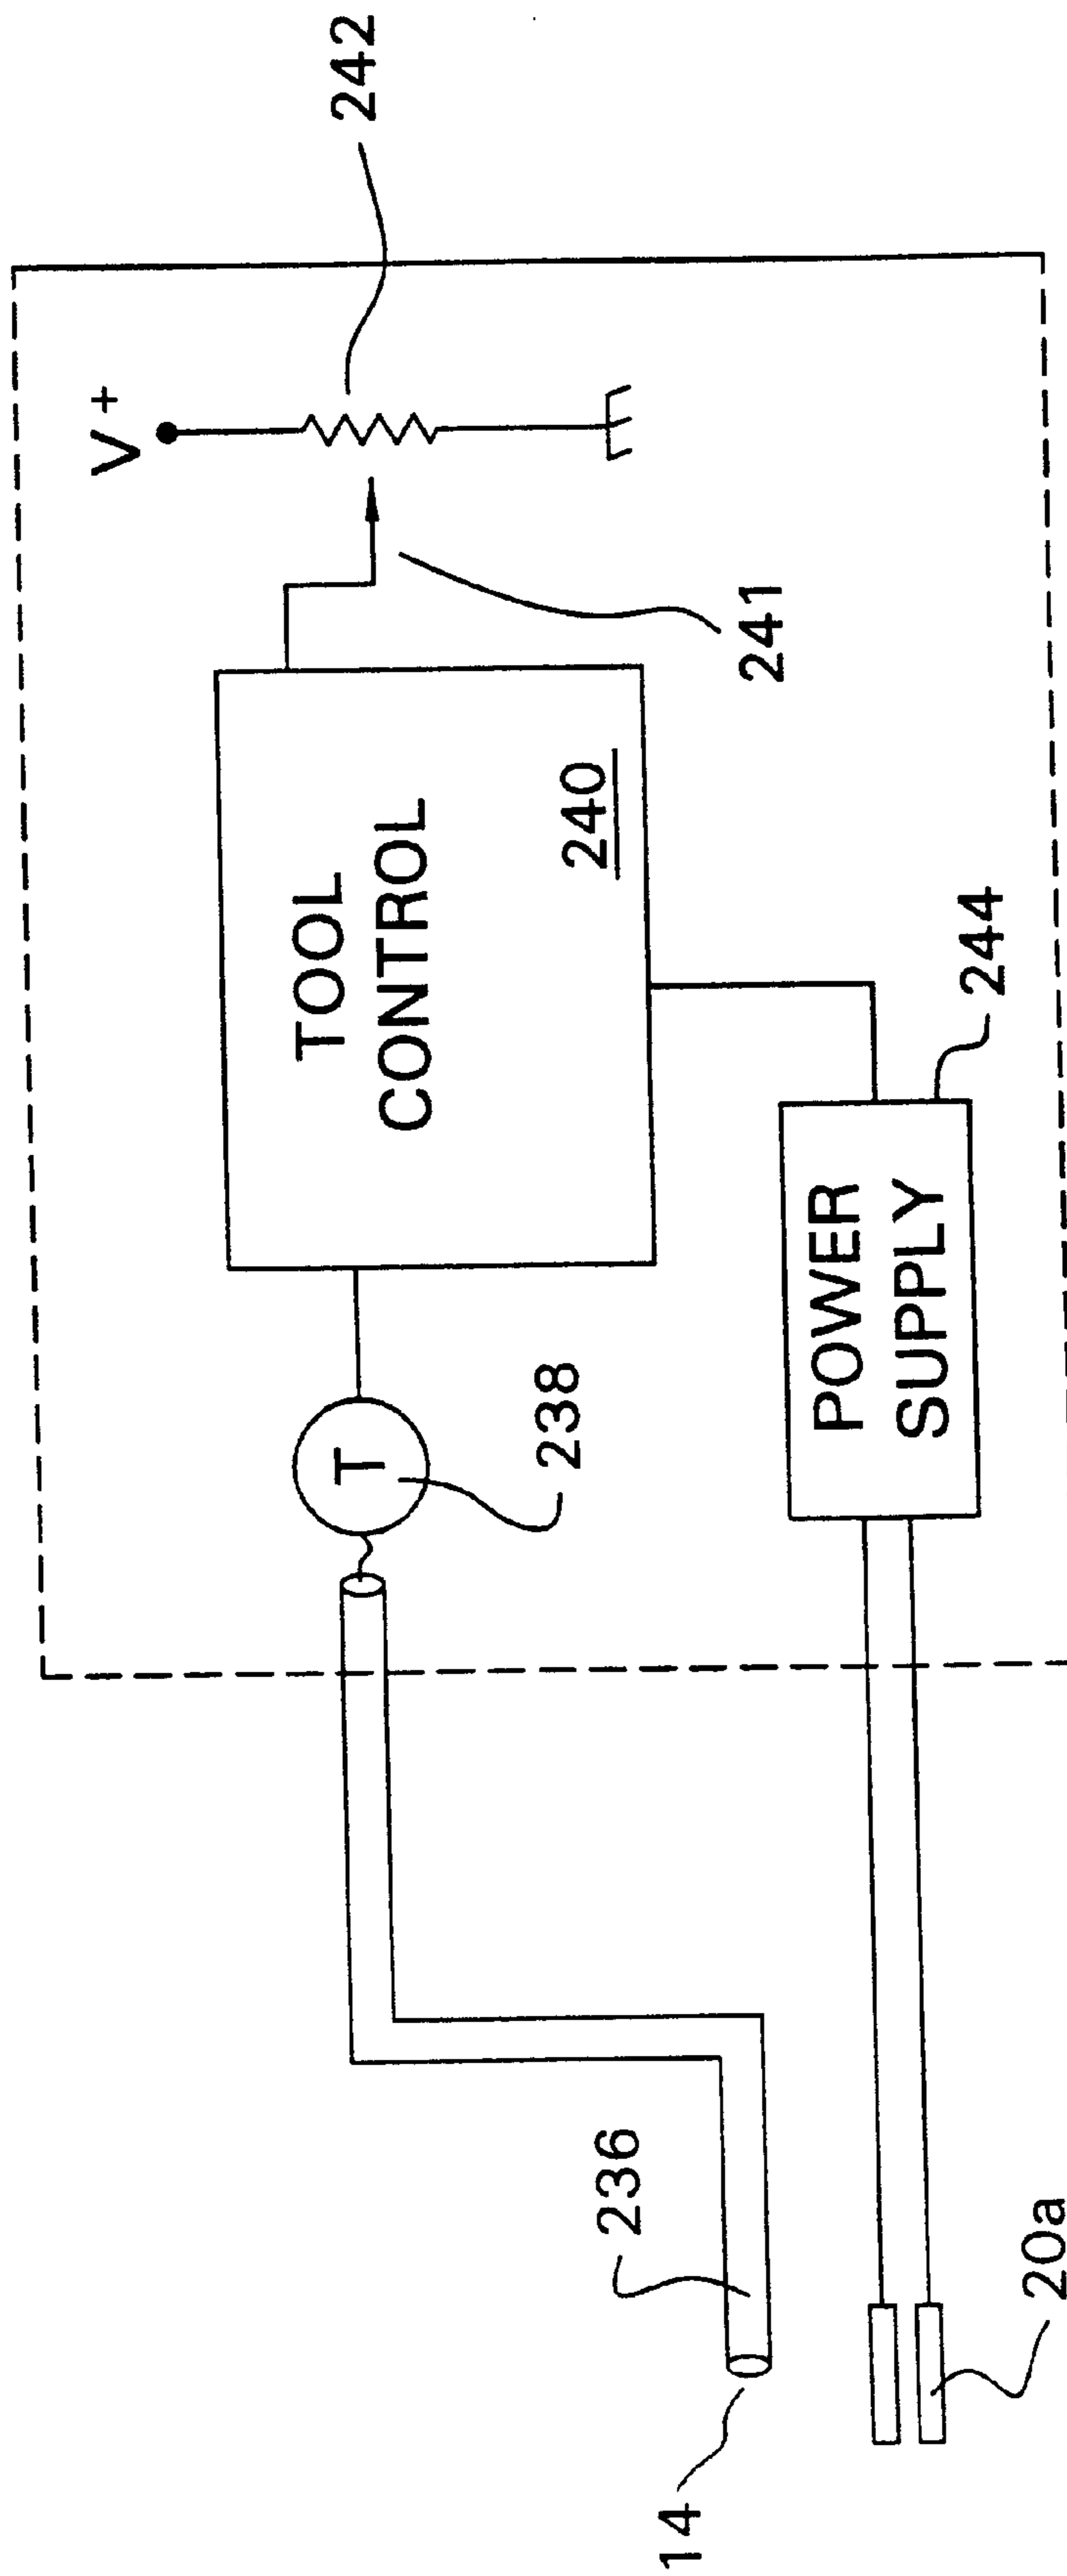 V+
242
TOOL
CONTROL
240
241
T
238
POWER
SUPPLY
244
236
14
20a